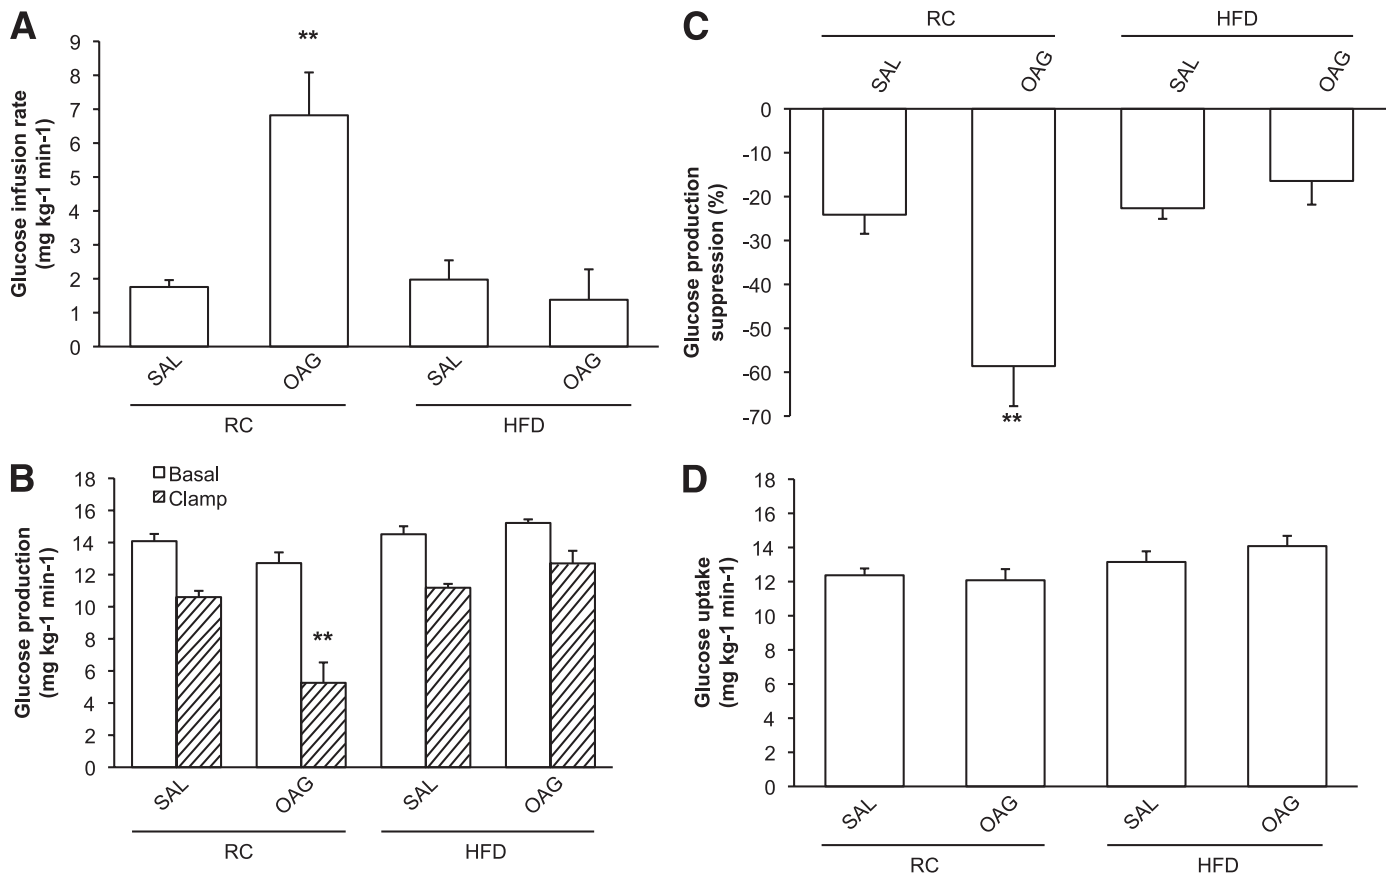 A
Glucose infusion rate
(mg kg-1 min-1)
9
8
7
6
5
4
3
2
1
0
**
SAL
OAG
SAL
OAG
RC
HFD
C
RC
HFD
SAL
OAG
SAL
OAG
Glucose production
suppression (%)
0
-10
-20
-30
-40
-50
-60
-70
**
B
Basal
Clamp
Glucose production
(mg kg-1 min-1)
18
16
14
12
10
8
6
4
2
0
**
SAL
OAG
SAL
OAG
RC
HFD
D
Glucose uptake
(mg kg-1 min-1)
18
16
14
12
10
8
6
4
2
0
SAL
OAG
SAL
OAG
RC
HFD